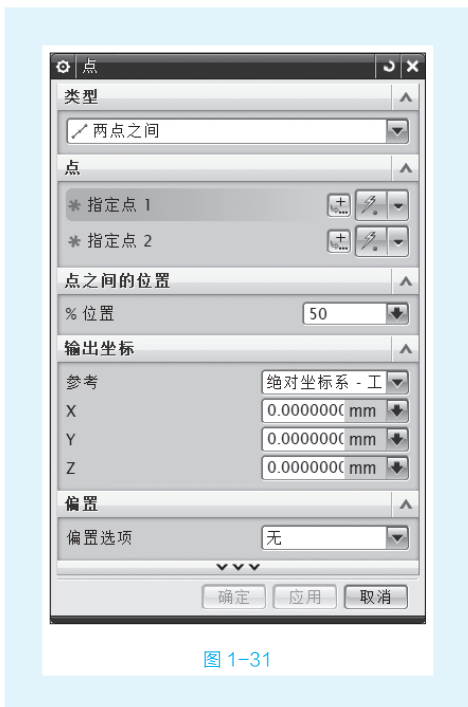 点
类型
两点之间
点
* 指定点 1
* 指定点 2
点之间的位置
% 位置 50
输出坐标
参考 绝对坐标系 - 工
X 0.0000000 mm
Y 0.0000000 mm
Z 0.0000000 mm
偏置
偏置选项 无
确定 应用 取消
图 1-31